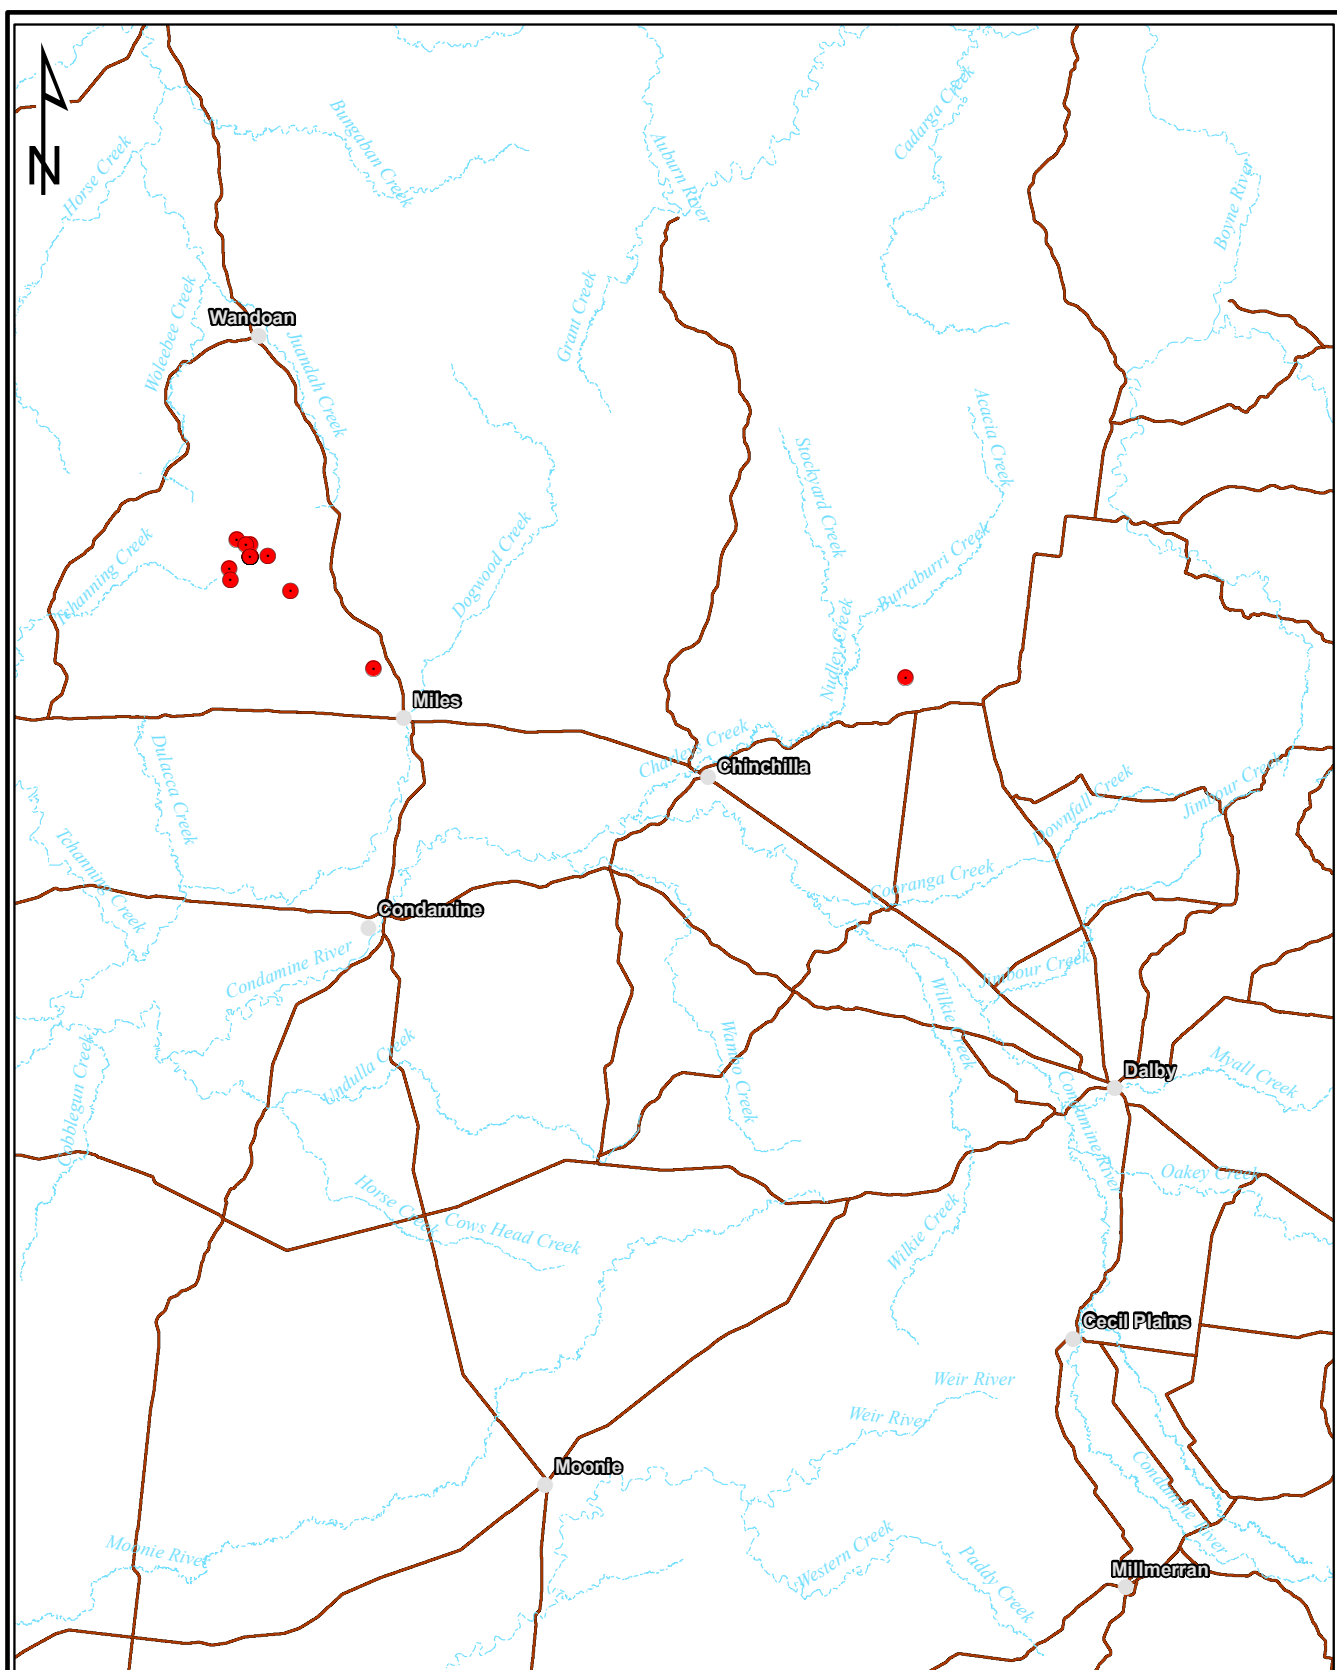 Bungaban Creek
Cadarga Creek
Auburn River
Horse Creek
N
Boyne River
Woleebee Creek
Grant Creek
Wandoan
Juandah Creek
Acacia Creek
Stockyard Creek
Dogwood Creek
Tchanning Creek
Burraburri Creek
Nudley Creek
Miles
Charleys Creek
Chinchilla
Dulacca Creek
Downfall Creek
Jimbour Creek
Tchanning Creek
Cooranga Creek
Condamine
Condamine River
Jimbour Creek
Wilkie Creek
Wambo Creek
Undulla Creek
Cobblegun Creek
Dalby
Myall Creek
Condamine River
Oakey Creek
Horse Creek
Cows Head Creek
Wilkie Creek
Cecil Plains
Weir River
Weir River
Moonie
Condamine River
Moonie River
Western Creek
Paddy Creek
Millmerran